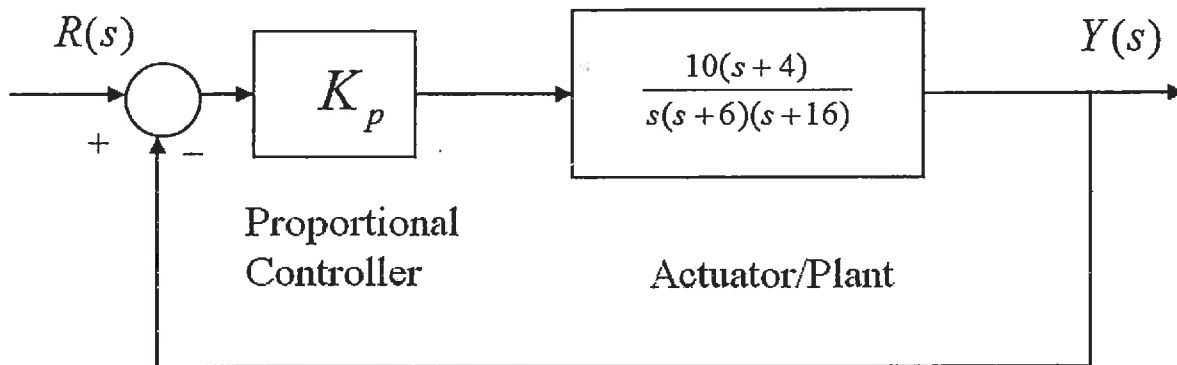 R(s)
Y(s)
+
−
K_p
10(s + 4)
s(s + 6)(s + 16)
Proportional
Controller
Actuator/Plant